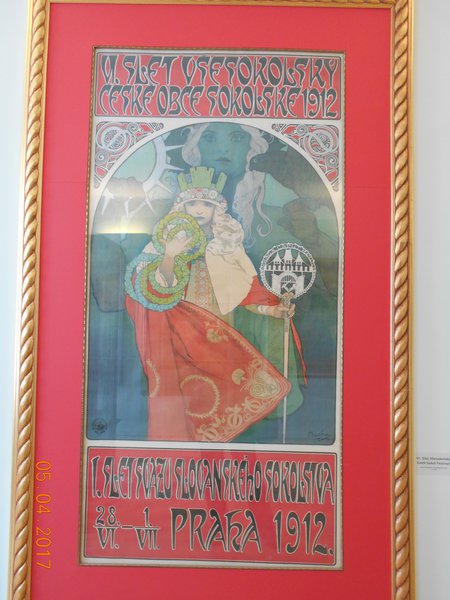 VI. SLET VŠESOKOLSKÝ
ČESKÉ OBCE SOKOLSKÉ 1912
I. SLET SVAZU SLOVANSKÉHO SOKOLSTVA
28. – 1.
VI. VII. PRAHA 1912.
05.04.2017